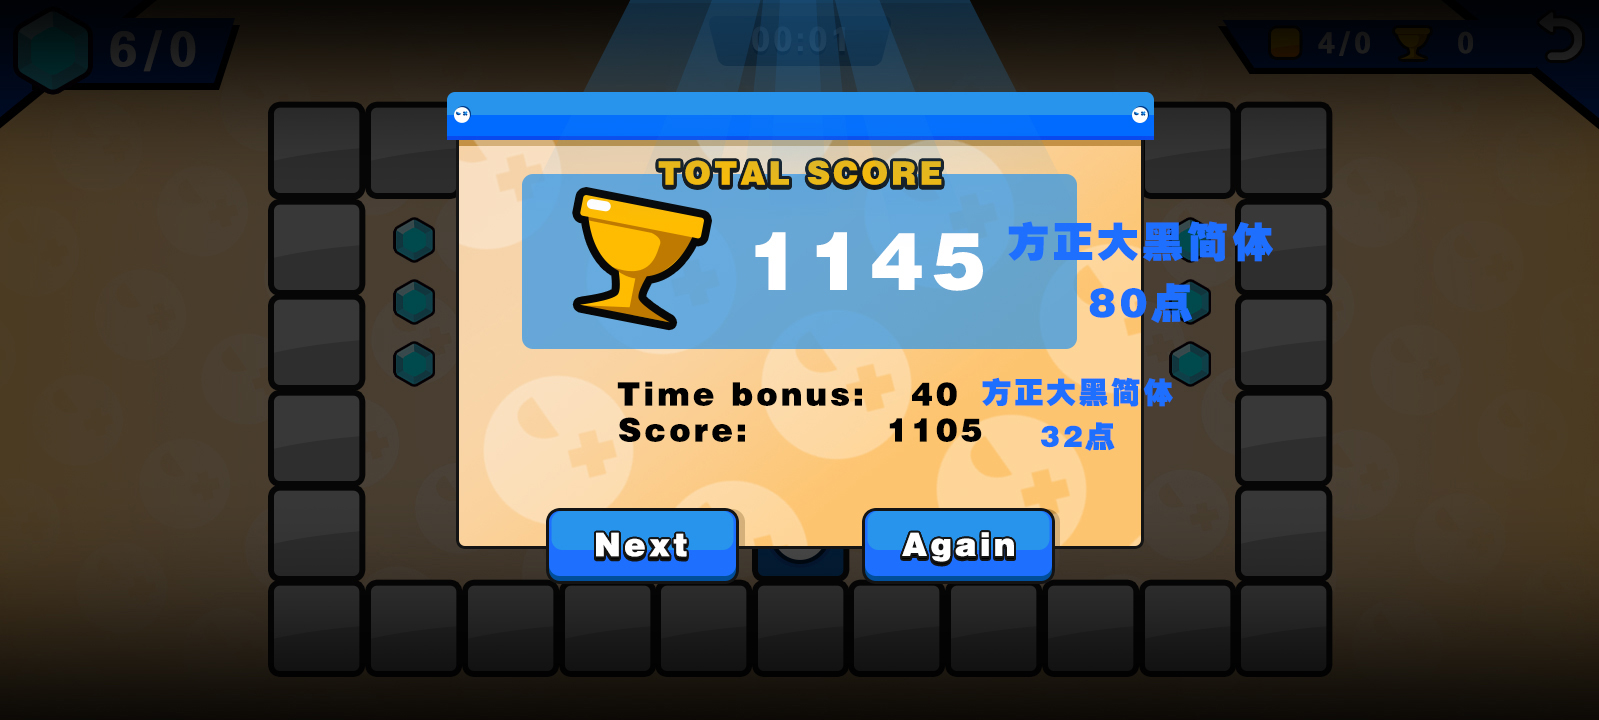 6/0
00:01
4/0
0
TOTAL SCORE
1145
方正大黑简体
80点
Time bonus: 40
方正大黑简体
Score: 1105
32点
Next
Again